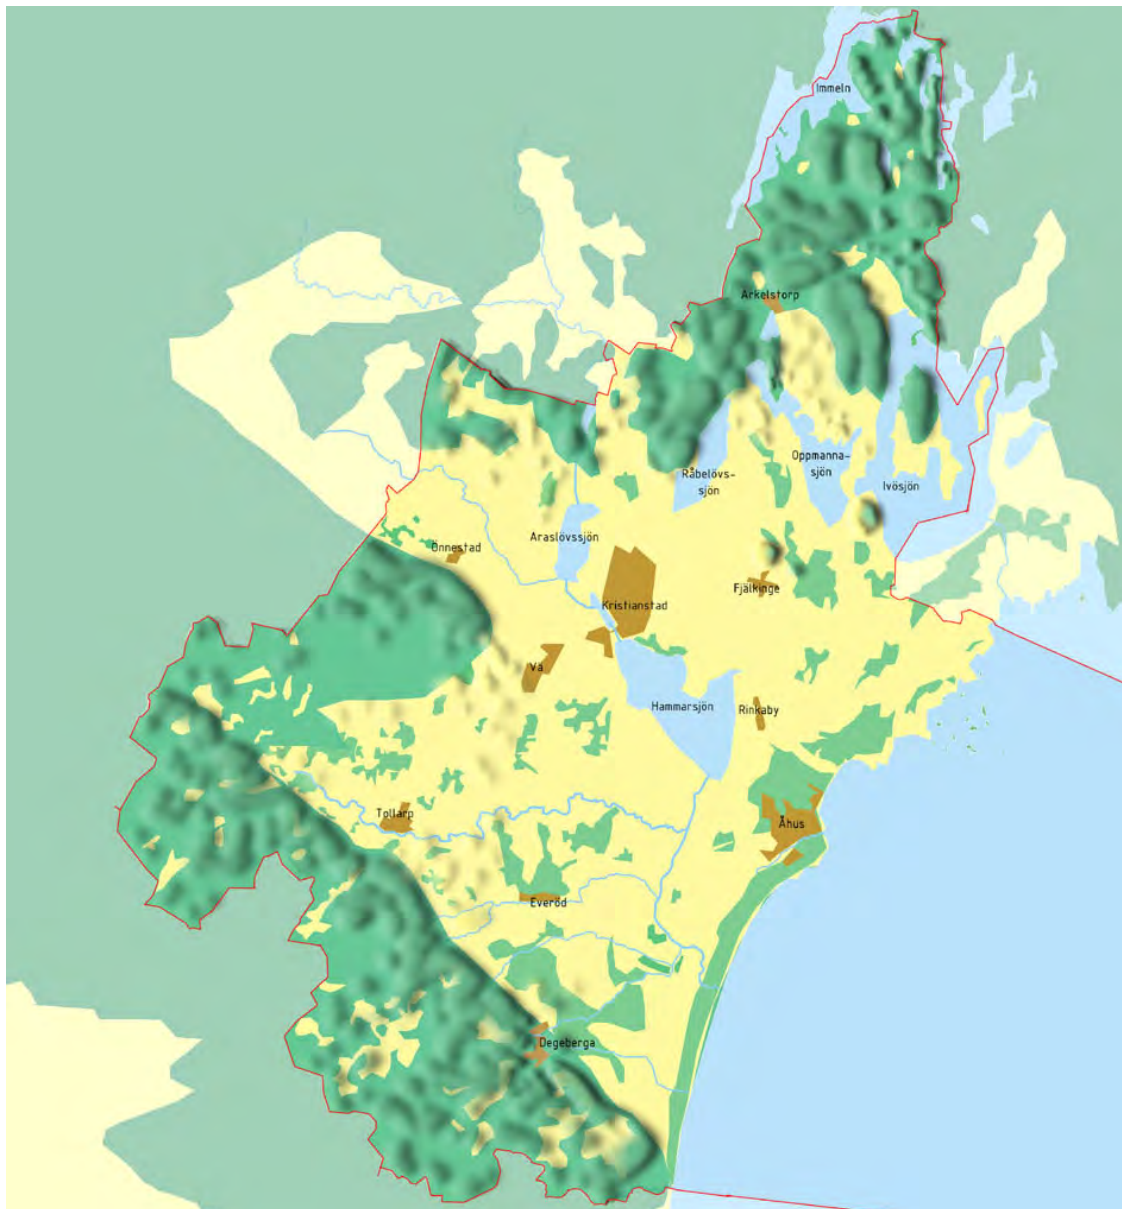 Immeln
Arkelstorp
Oppmanna-
sjön
Råbelövs-
sjön
Ivösjön
Araslövssjön
Önnestad
Fjälkinge
Kristianstad
Vä
Hammarsjön
Rinkaby
Tollarp
Åhus
Everöd
Degeberga